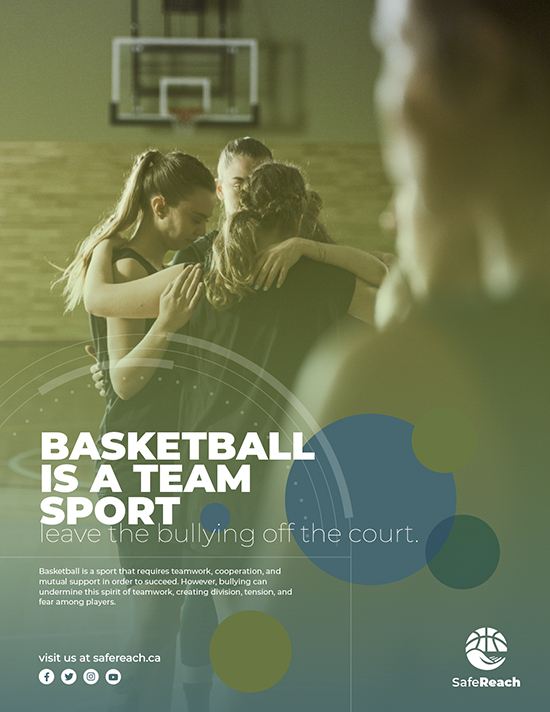 BASKETBALL
IS A TEAM
SPORT
leave the bullying off the court.
Basketball is a sport that requires teamwork, cooperation, and
mutual support in order to succeed. However, bullying can
undermine this spirit of teamwork, creating division, tension, and
fear among players.
visit us at safereach.ca
SafeReach